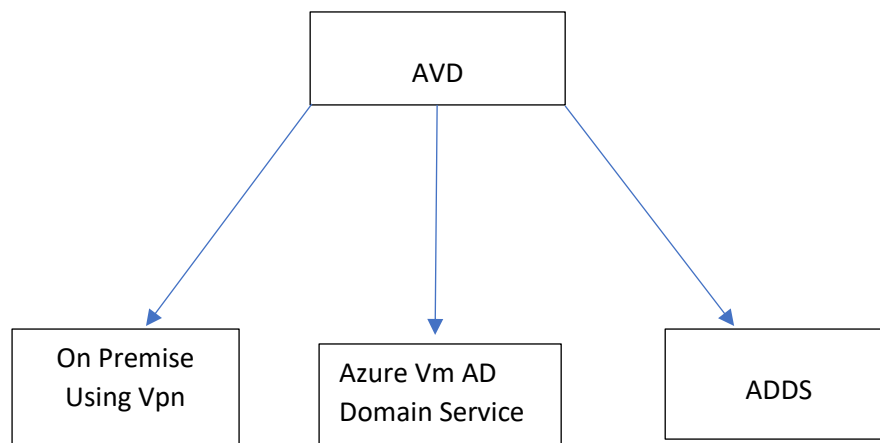 AVD
On Premise
Using Vpn
Azure Vm AD
Domain Service
ADDS